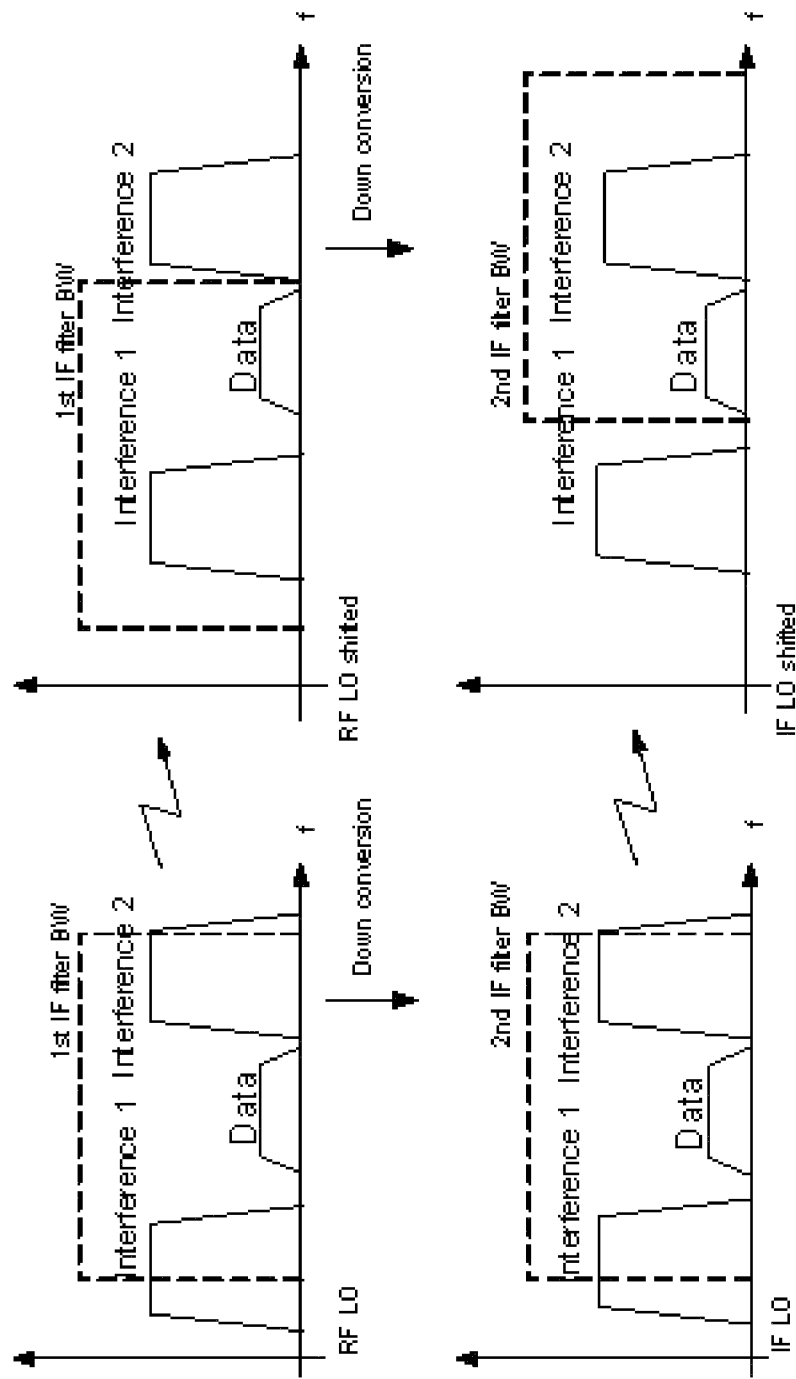 1st IF filter BW
Interference 1
Interference 2
Data
RF LO
f
Down conversion
1st IF filter BW
Interference 1
Interference 2
Data
RF LO shifted
f
Down conversion
2nd IF filter BW
Interference 1
Interference 2
Data
IF LO
f
2nd IF filter BW
Interference 1
Interference 2
Data
IF LO shifted
f